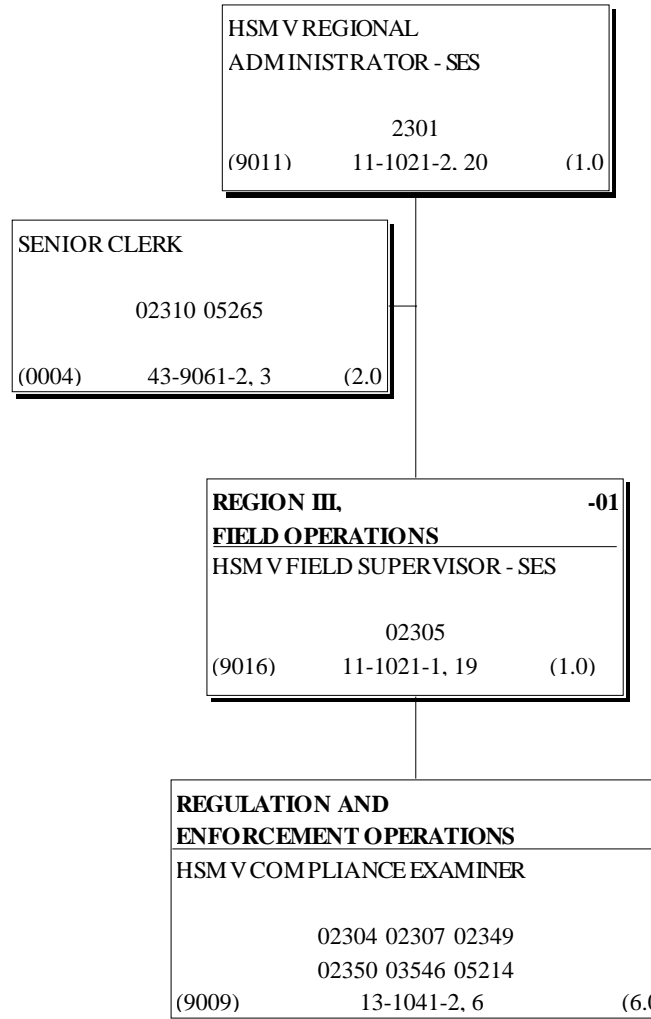 HSMV REGIONAL
ADMINISTRATOR - SES
2301
(9011) 11-1021-2, 20 (1.0
SENIOR CLERK
02310 05265
(0004) 43-9061-2, 3 (2.0
REGION III, -01
FIELD OPERATIONS
HSMV FIELD SUPERVISOR - SES
02305
(9016) 11-1021-1, 19 (1.0)
REGULATION AND
ENFORCEMENT OPERATIONS
HSMV COMPLIANCE EXAMINER
02304 02307 02349
02350 03546 05214
(9009) 13-1041-2, 6 (6.0